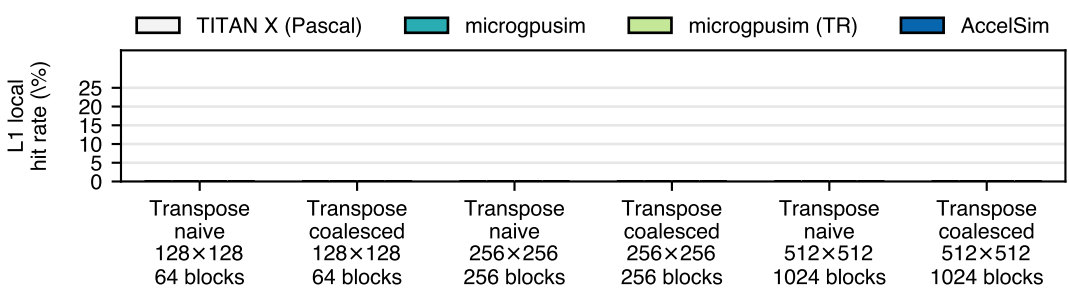 TITAN X (Pascal) microgpusim microgpusim (TR) AccelSim
L1 local
hit rate (\%)
25
20
15
10
5
0
Transpose naive 128×128 64 blocks
Transpose coalesced 128×128 64 blocks
Transpose naive 256×256 256 blocks
Transpose coalesced 256×256 256 blocks
Transpose naive 512×512 1024 blocks
Transpose coalesced 512×512 1024 blocks